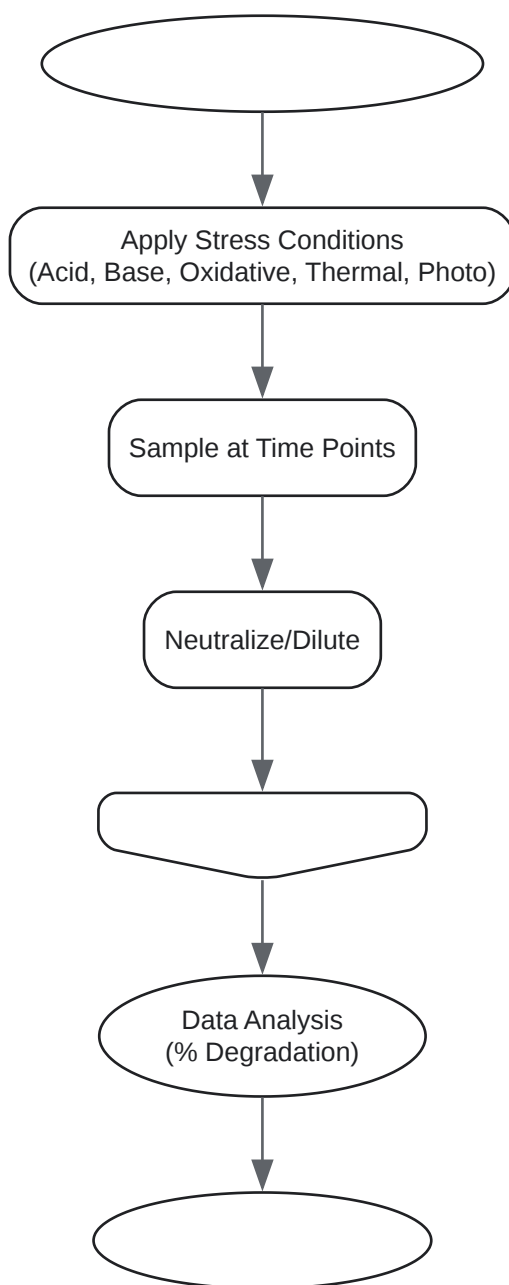 Apply Stress Conditions
(Acid, Base, Oxidative, Thermal, Photo)
Sample at Time Points
Neutralize/Dilute
Data Analysis
(% Degradation)